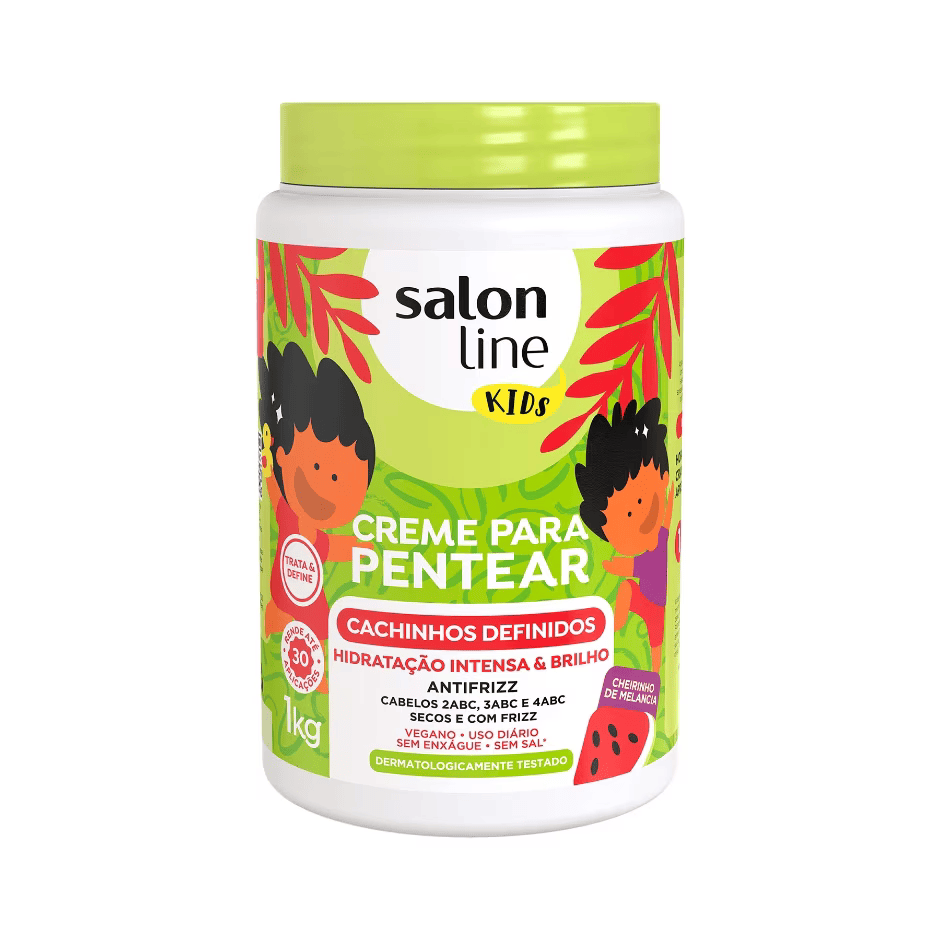 salon
line
KIDS
CREME PARA
PENTEAR
TRATA &
DEFINE
CACHINHOS DEFINIDOS
RENDE ATÉ
30
APLICAÇÕES
HIDRATAÇÃO INTENSA & BRILHO
ANTIFRIZZ
CABELOS 2ABC, 3ABC E 4ABC
SECOS E COM FRIZZ
CHEIRINHO
DE MELANCIA
1kg
VEGANO • USO DIÁRIO
SEM ENXÁGUE • SEM SAL*
DERMATOLOGICAMENTE TESTADO